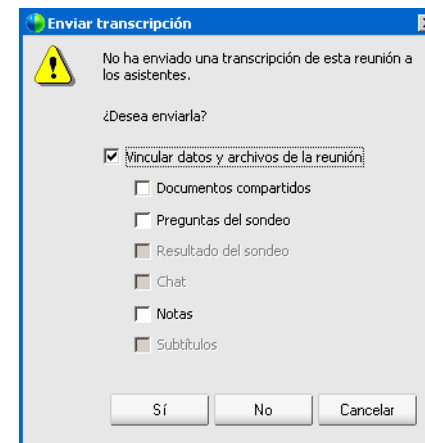 Enviar transcripción
No ha enviado una transcripción de esta reunión a
los asistentes.
¿Desea enviarla?
Vincular datos y archivos de la reunión
Documentos compartidos
Preguntas del sondeo
Resultado del sondeo
Chat
Notas
Subtítulos
Sí No Cancelar